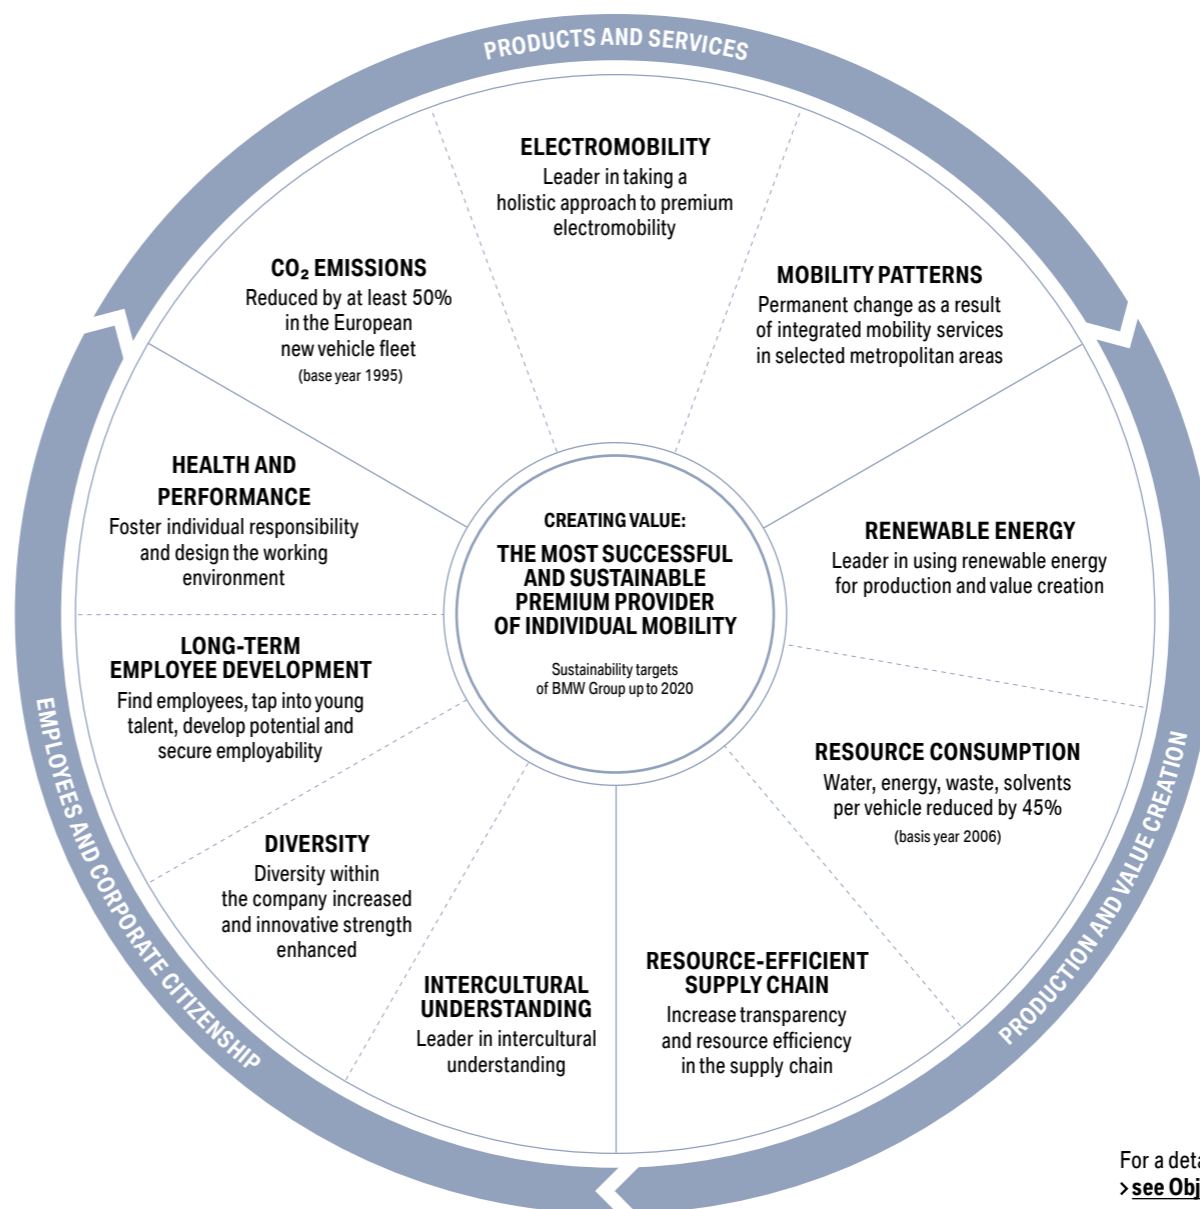 PRODUCTS AND SERVICES
ELECTROMOBILITY
Leader in taking a
holistic approach to premium
electromobility
CO₂ EMISSIONS
Reduced by at least 50%
in the European
new vehicle fleet
(base year 1995)
MOBILITY PATTERNS
Permanent change as a result
of integrated mobility services
in selected metropolitan areas
HEALTH AND
PERFORMANCE
Foster individual responsibility
and design the working
environment
CREATING VALUE:
THE MOST SUCCESSFUL
AND SUSTAINABLE
PREMIUM PROVIDER
OF INDIVIDUAL MOBILITY
Sustainability targets
of BMW Group up to 2020
RENEWABLE ENERGY
Leader in using renewable energy
for production and value creation
LONG-TERM
EMPLOYEE DEVELOPMENT
Find employees, tap into young
talent, develop potential and
secure employability
RESOURCE CONSUMPTION
Water, energy, waste, solvents
per vehicle reduced by 45%
(basis year 2006)
DIVERSITY
Diversity within
the company increased
and innovative strength
enhanced
INTERCULTURAL
UNDERSTANDING
Leader in intercultural
understanding
RESOURCE-EFFICIENT
SUPPLY CHAIN
Increase transparency
and resource efficiency
in the supply chain
EMPLOYEES AND CORPORATE CITIZENSHIP
PRODUCTION AND VALUE CREATION
For a
> see